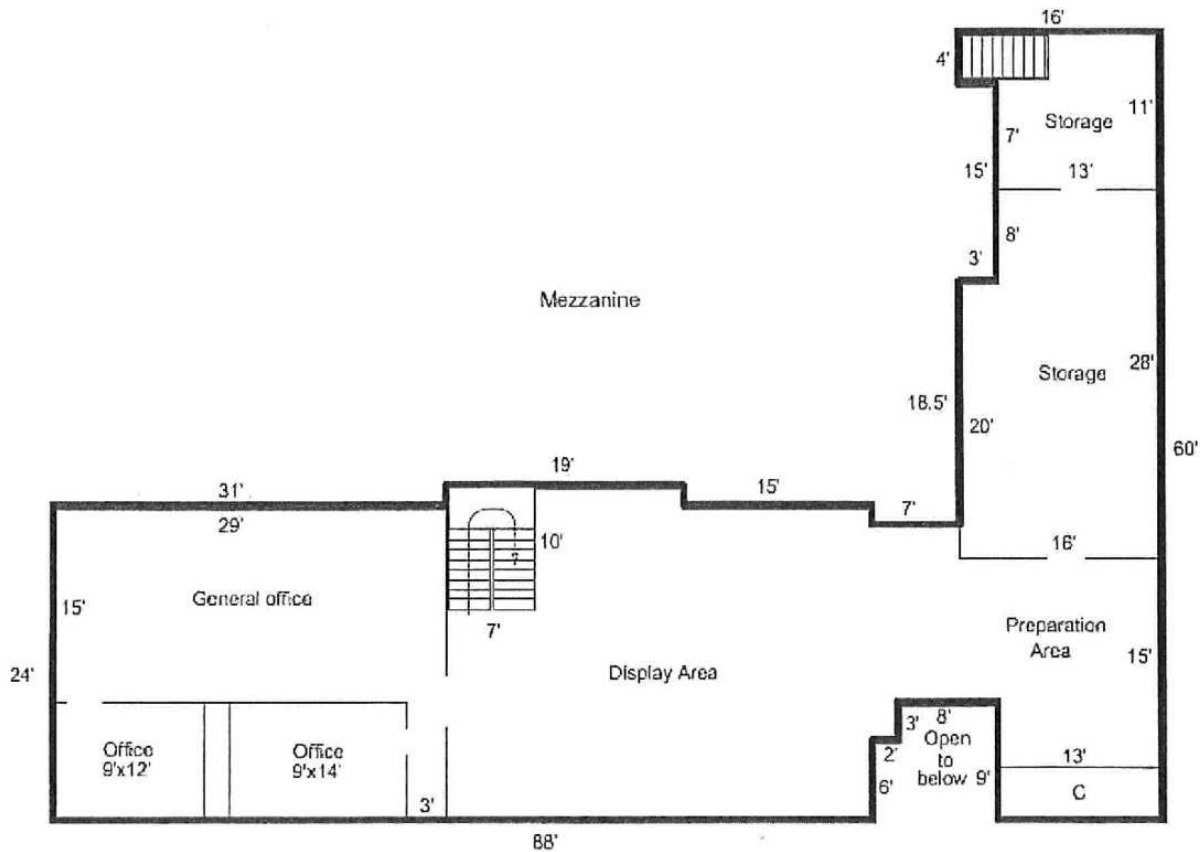 16'
4'
11'
Storage
7'
15'
13'
8'
3'
Mezzanine
28'
Storage
18.5'
20'
60'
19'
31'
15'
7'
29'
10'
16'
General office
15'
7'
Preparation
Area
15'
24'
Display Area
3'
8'
Office
9'x12'
Office
9'x14'
2'
Open
to
below
9'
6'
13'
3'
C
88'